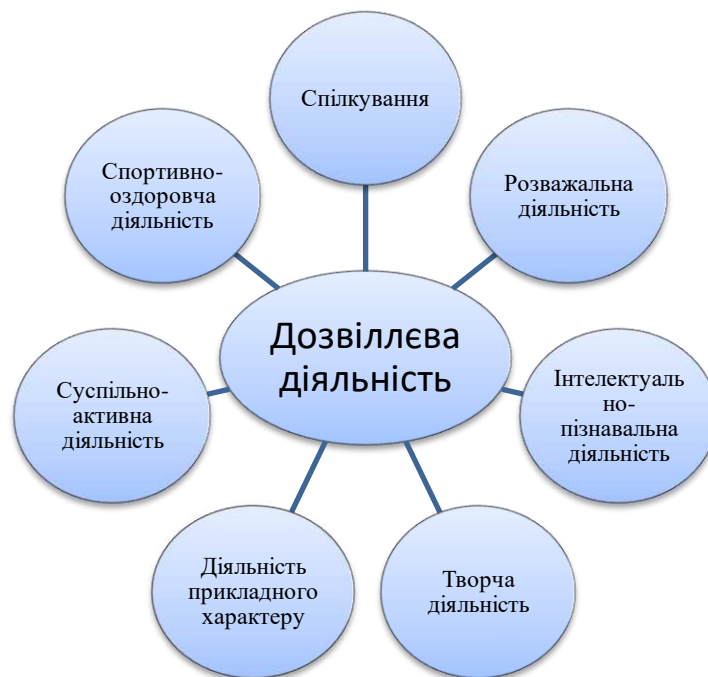 Спілкування
Розважальна
діяльність
Інтелектуаль
но-
пізнавальна
діяльність
Творча
діяльність
Діяльність
прикладного
характеру
Суспільно-
активна
діяльність
Спортивно-
оздоровча
діяльність
Дозвіллєва
діяльність